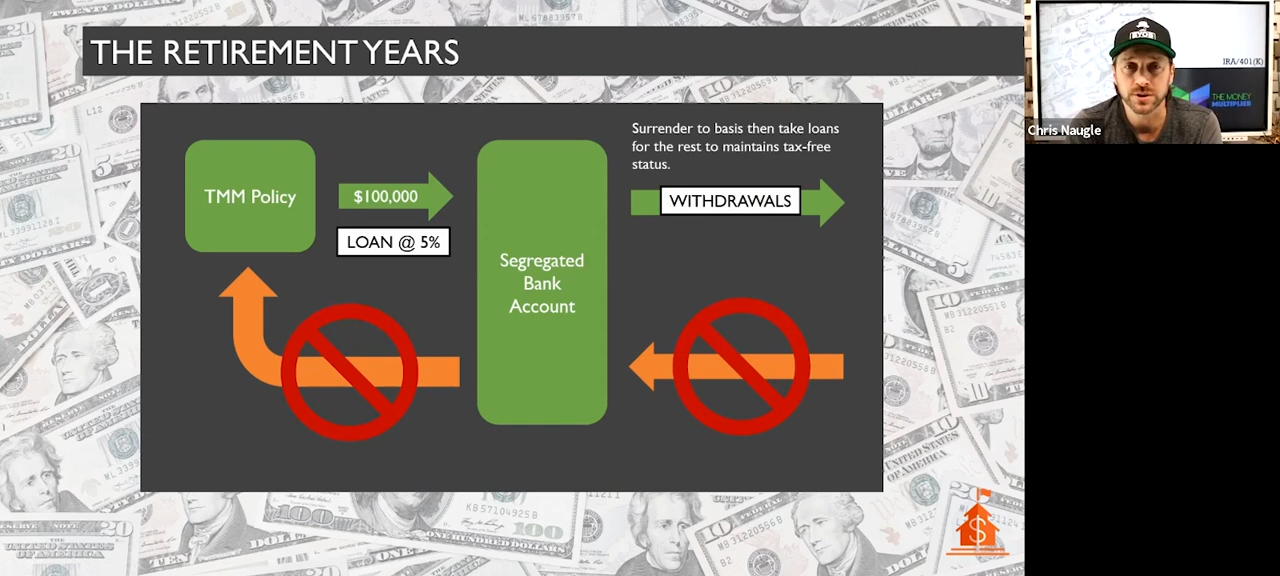 THE RETIREMENT YEARS
TMM Policy
$100,000
LOAN @ 5%
Segregated
Bank
Account
Surrender to basis then take loans
for the rest to maintains tax-free
status.
WITHDRAWALS
$
IRA/401(K)
THE MONEY
MULTIPLIER
Chris Naugle